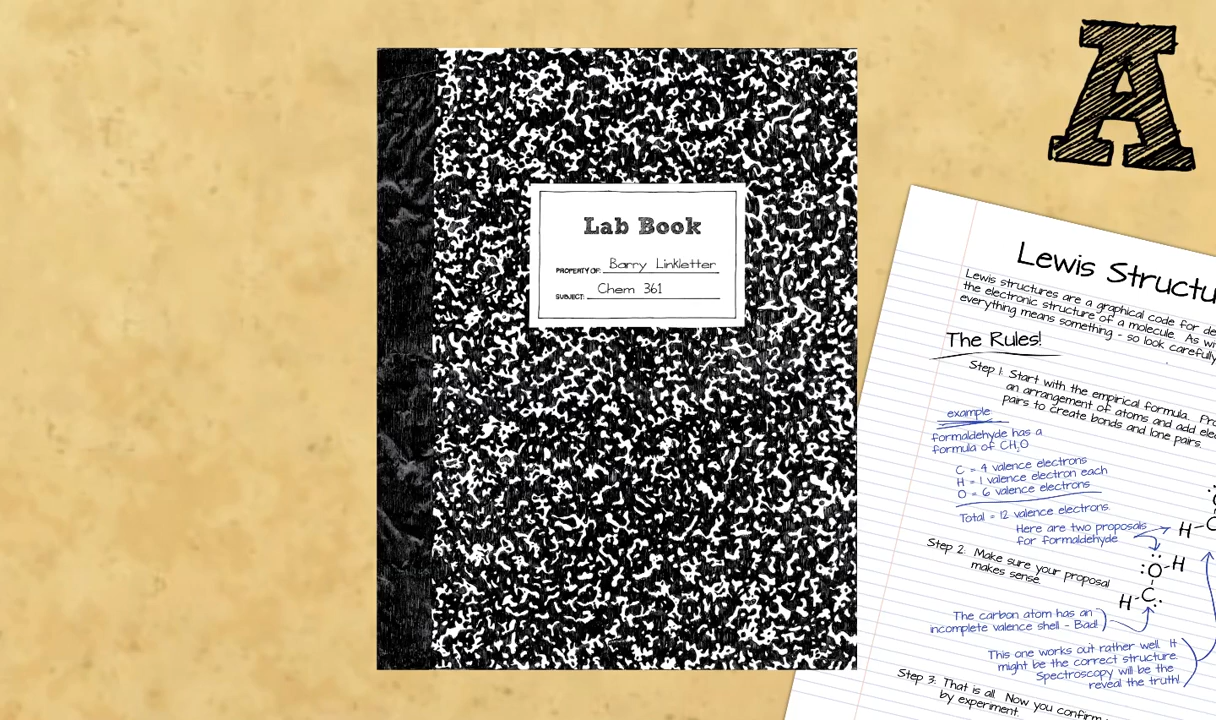 A
Lab Book
PROPERTY OF: Barry Linkletter
SUBJECT: Chem 361
Lewis
Lewis structures are a graphical code for
the electronic structure of a molecule. As
everything means something - so look carefully
The Rules!
Step 1: Start with the empirical formula.
an arrangement of atoms and add
pairs to create bonds and lone pairs.
example
formaldehyde has a
formula of CH₂O
C = 4 valence electrons
H = 1 valence electron each
O = 6 valence electrons
Total = 12 valence electrons.
Here are two proposals
for formaldehyde
H-C
Step 2: Make sure your proposal
makes sense
:O-H
H C:
The carbon atom has an
incomplete valence shell - Bad!
This one works out rather well. It
might be the correct structure.
Spectroscopy will be the
reveal the truth!
Step 3: That is all. Now you confirm
by experiment.